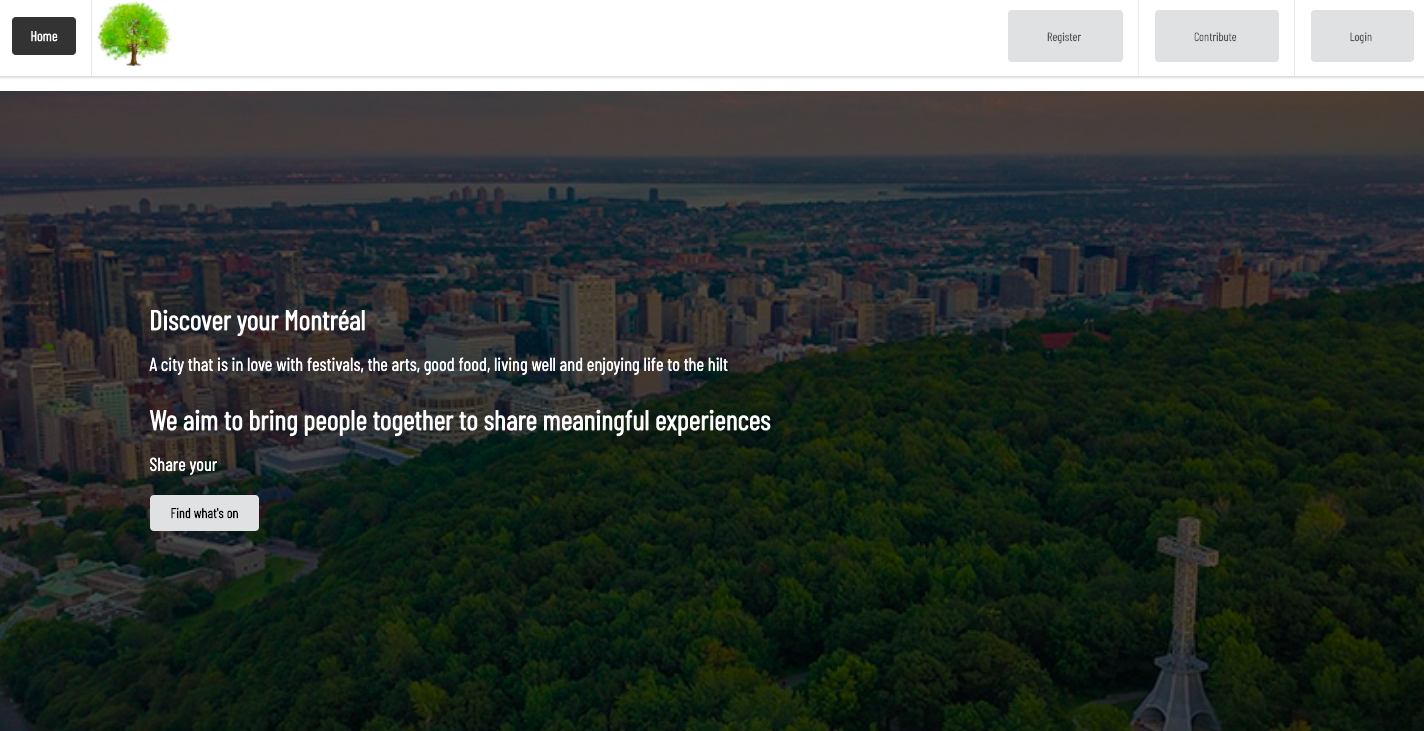 Home
Register
Contribute
Login
Discover your Montréal
A city that is in love with festivals, the arts, good food, living well and enjoying life to the hilt
We aim to bring people together to share meaningful experiences
Share your
Find what's on